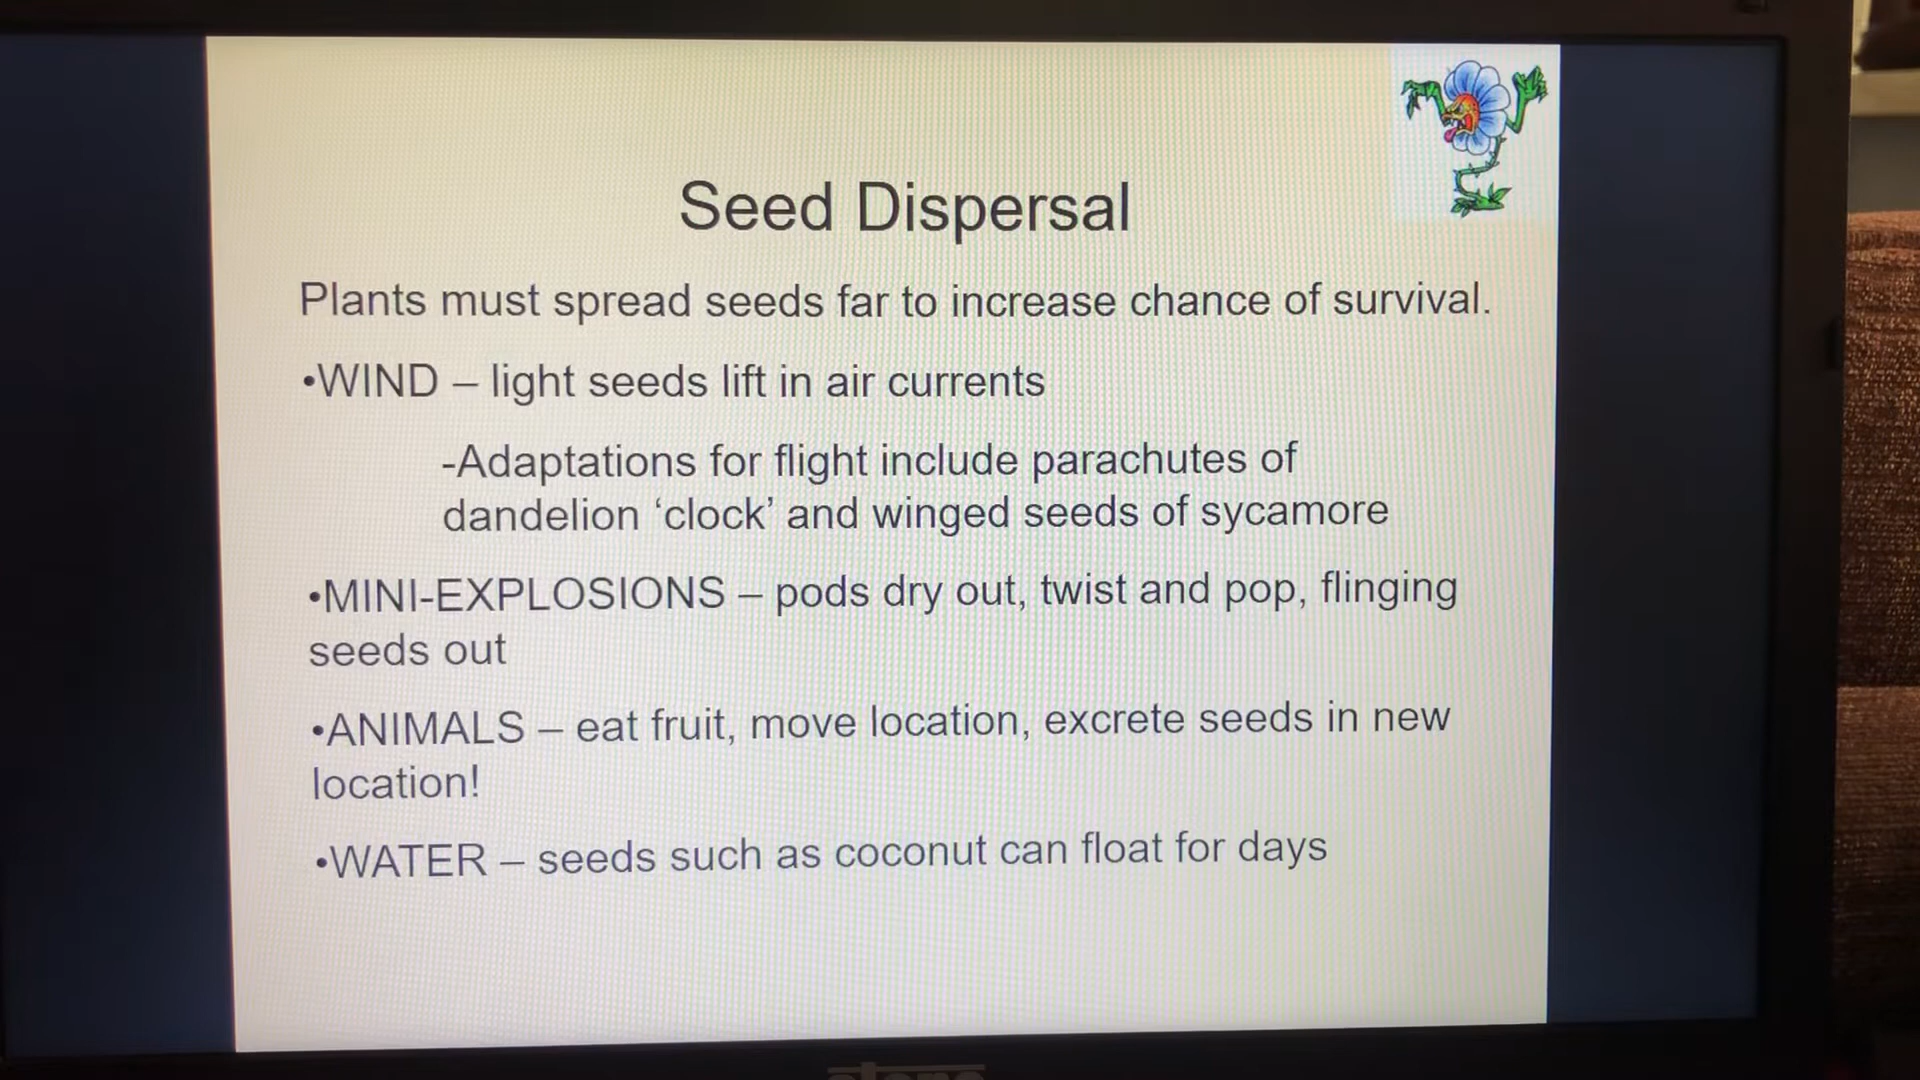 Seed Dispersal
Plants must spread seeds far to increase chance of survival.
•WIND – light seeds lift in air currents
-Adaptations for flight include parachutes of
dandelion ‘clock’ and winged seeds of sycamore
•MINI-EXPLOSIONS – pods dry out, twist and pop, flinging
seeds out
•ANIMALS – eat fruit, move location, excrete seeds in new
location!
•WATER – seeds such as coconut can float for days